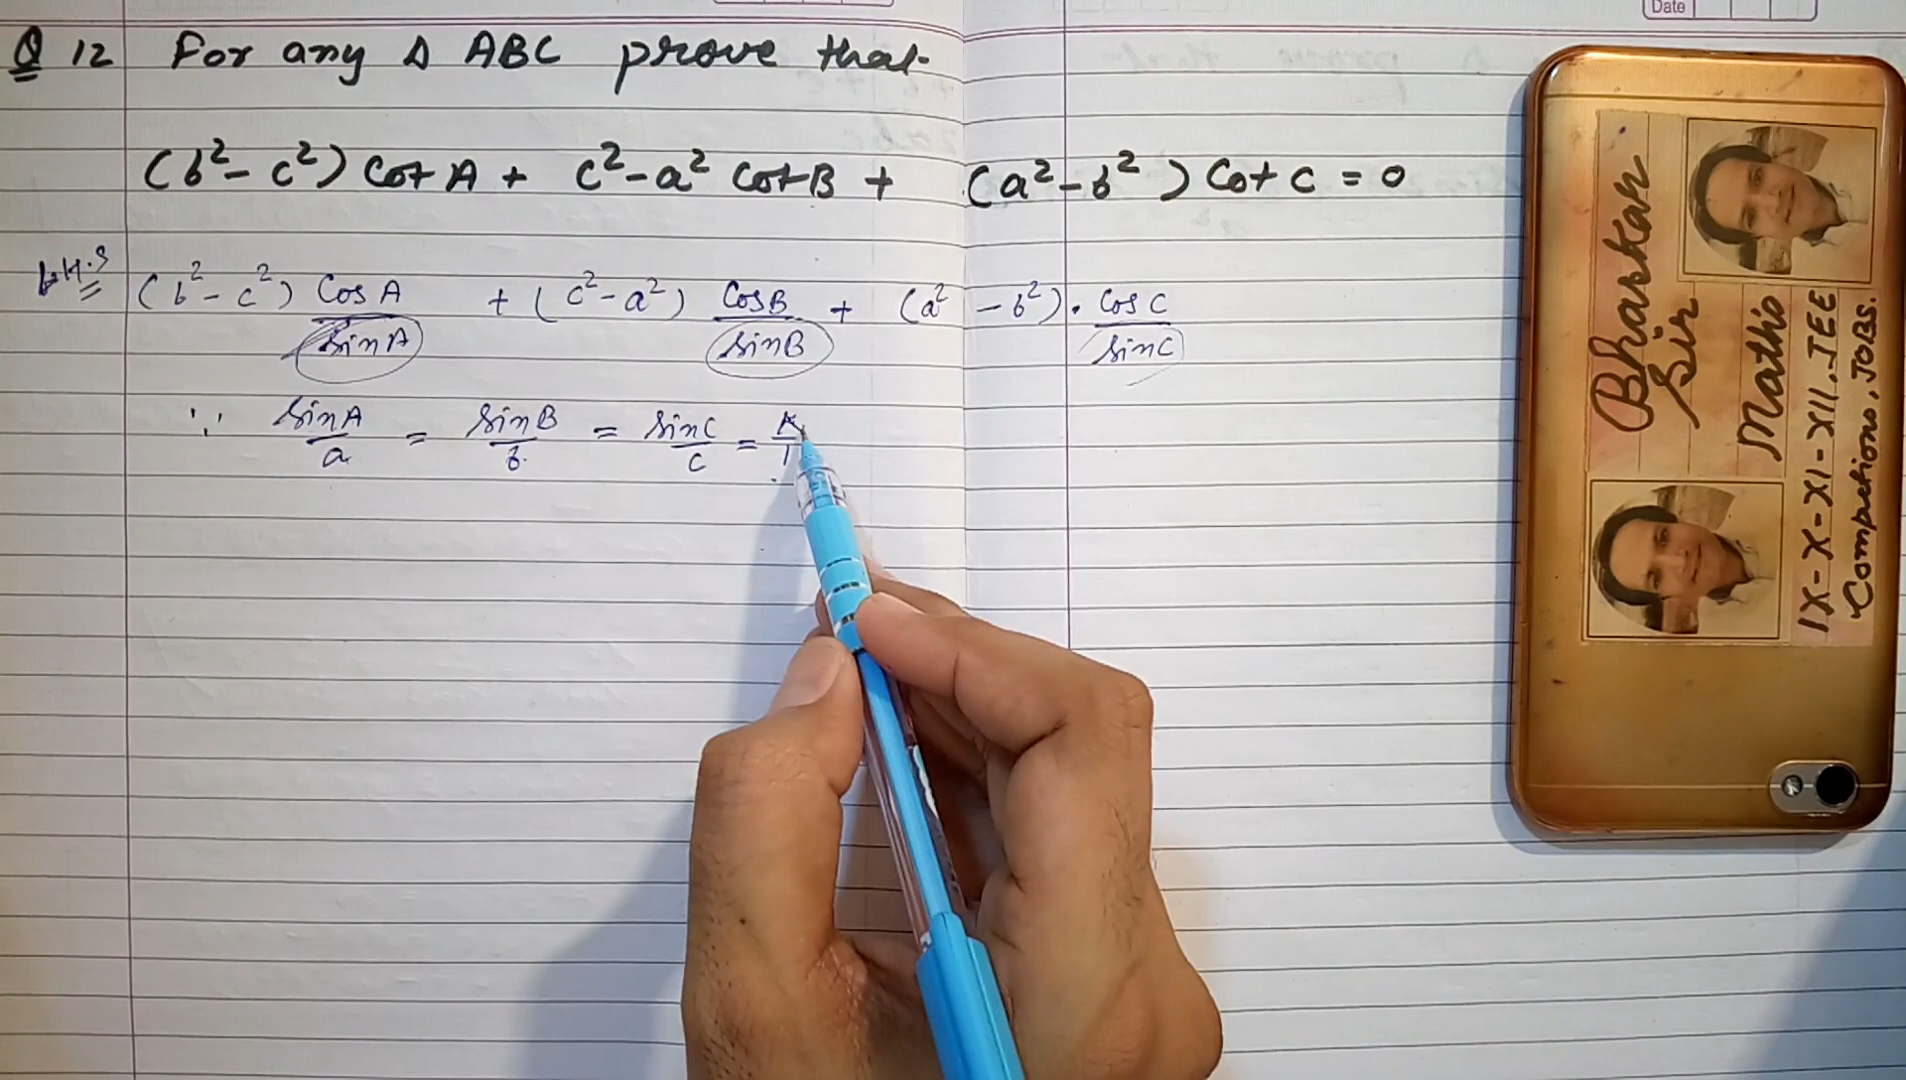 Date
Q 12 For any Δ ABC prove that
(b²-c²) Cot A + c²-a² Cot B + (a²-b²) Cot C = 0
L.H.S (b²-c²) Cos A / Sin A + (c²-a²) Cos B / Sin B + (a²-b²) . Cos C / Sin C
∵ Sin A / a = Sin B / b = Sin C / c = K / 1
Bhaskar
Sir
Maths
IX-X-XI-XII, JEE
Compections, JOBS.